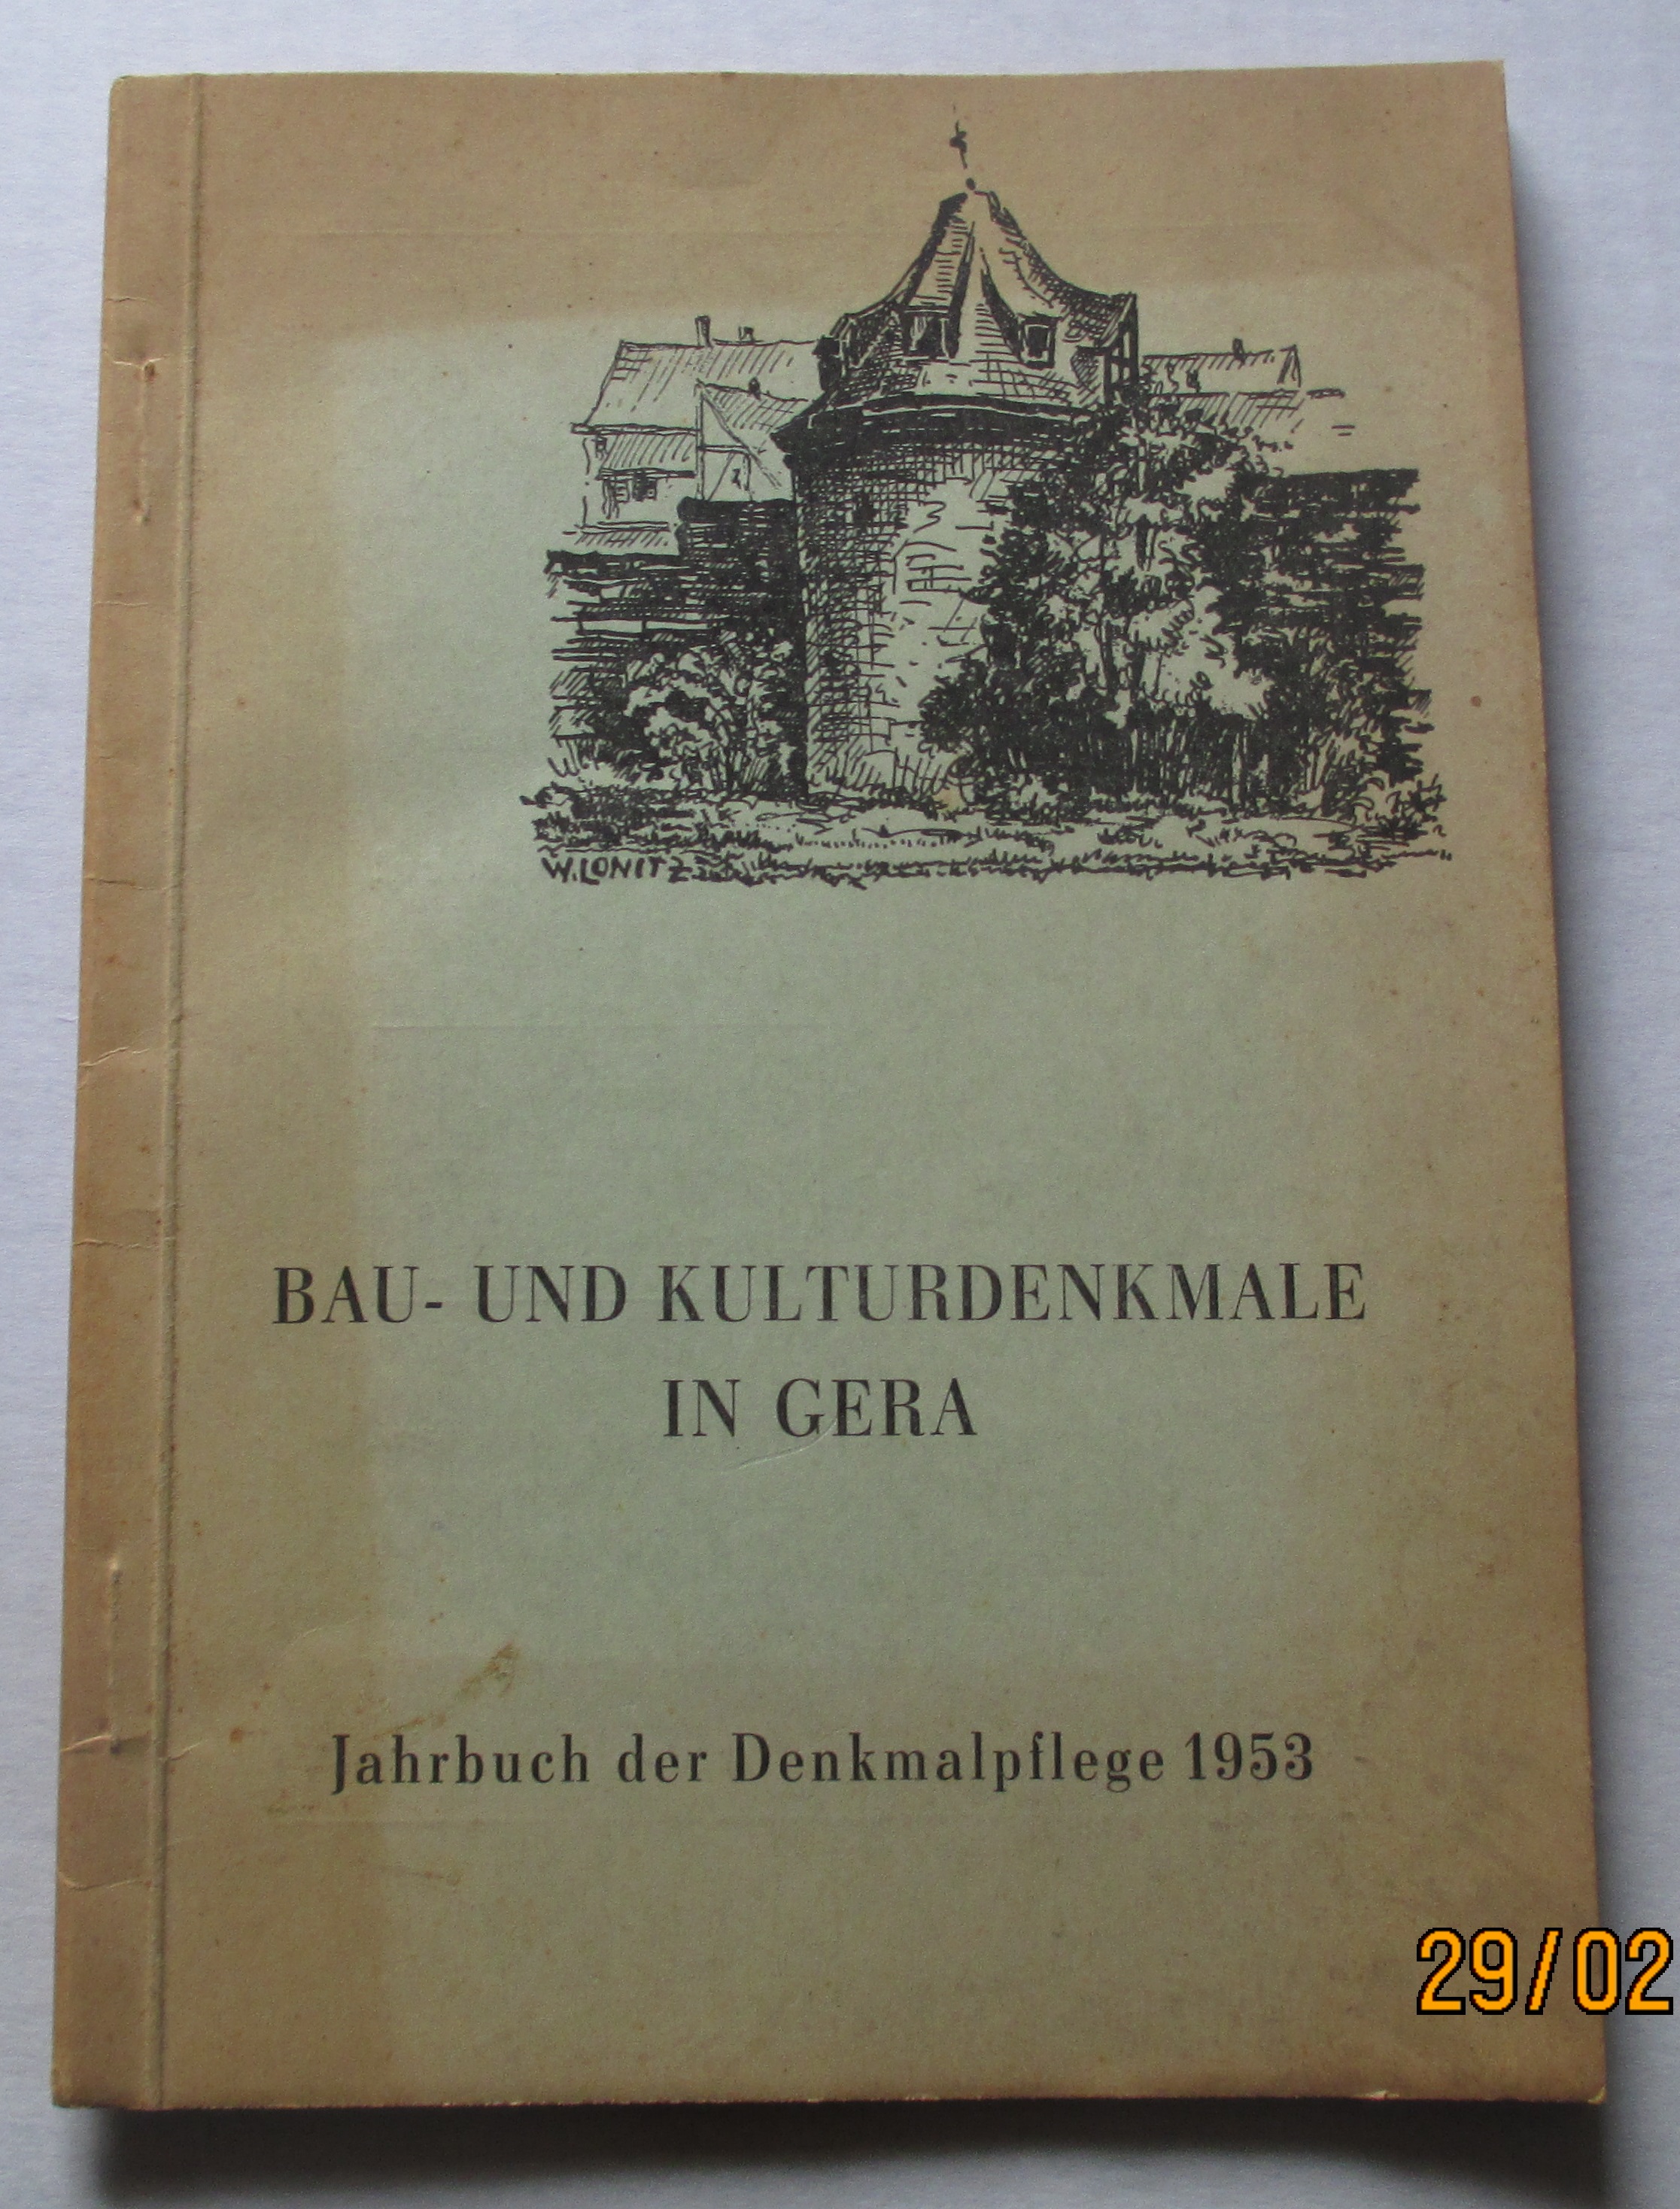 W. LONITZ
BAU- UND KULTURDENKMALE
IN GERA
Jahrbuch der Denkmalpflege 1953
29/02